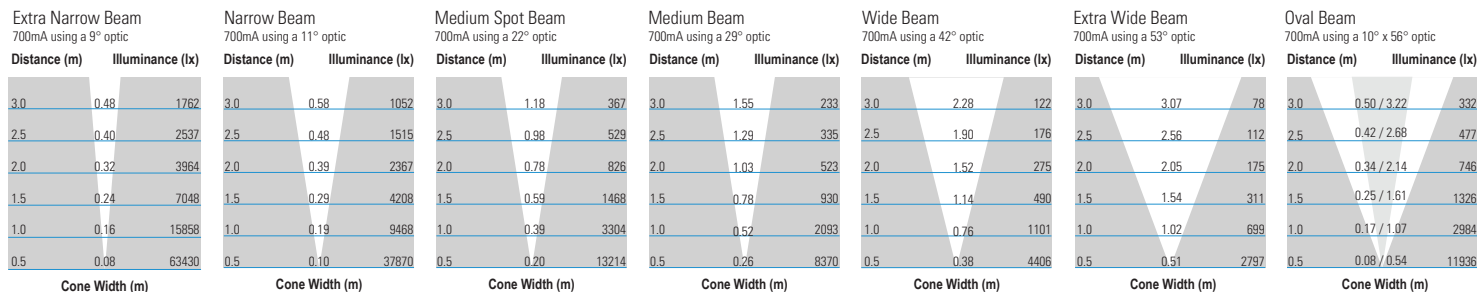 Extra Narrow Beam
700mA using a 9° optic
Distance (m) Illuminance (lx)
3.0 0.48 1762
2.5 0.40 2537
2.0 0.32 3964
1.5 0.24 7048
1.0 0.16 15858
0.5 0.08 63430
Cone Width (m)
Narrow Beam
700mA using a 11° optic
Distance (m) Illuminance (lx)
3.0 0.58 1052
2.5 0.48 1515
2.0 0.39 2367
1.5 0.29 4208
1.0 0.19 9468
0.5 0.10 37870
Cone Width (m)
Medium Spot Beam
700mA using a 22° optic
Distance (m) Illuminance (lx)
3.0 1.18 367
2.5 0.98 529
2.0 0.78 826
1.5 0.59 1468
1.0 0.39 3304
0.5 0.20 13214
Cone Width (m)
Medium Beam
700mA using a 29° optic
Distance (m) Illuminance (lx)
3.0 1.55 233
2.5 1.29 335
2.0 1.03 523
1.5 0.78 930
1.0 0.52 2093
0.5 0.26 8370
Cone Width (m)
Wide Beam
700mA using a 42° optic
Distance (m) Illuminance (lx)
3.0 2.28 122
2.5 1.90 176
2.0 1.52 275
1.5 1.14 490
1.0 0.76 1101
0.5 0.38 4406
Cone Width (m)
Extra Wide Beam
700mA using a 53° optic
Distance (m) Illuminance (lx)
3.0 3.07 78
2.5 2.56 112
2.0 2.05 175
1.5 1.54 311
1.0 1.02 699
0.5 0.51 2797
Cone Width (m)
Oval Beam
700mA using a 10° x 56° optic
Distance (m) Illuminance (lx)
3.0 0.50 / 3.22 332
2.5 0.42 / 2.68 477
2.0 0.34 / 2.14 746
1.5 0.25 / 1.61 1326
1.0 0.17 / 1.07 2984
0.5 0.08 / 0.54 11936
Cone Width (m)